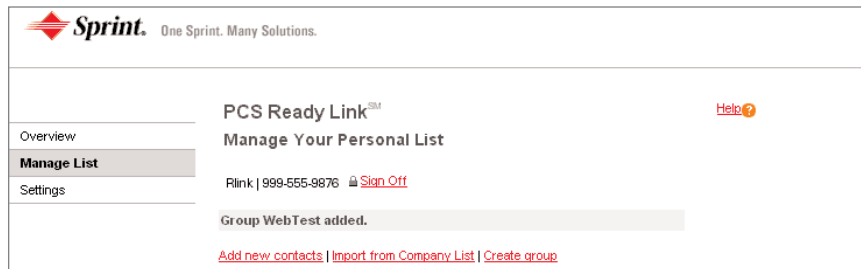 Sprint. One Sprint. Many Solutions.
PCS Ready Link℠
Help?
Overview
Manage Your Personal List
Manage List
Rlink | 999-555-9876 Sign Off
Settings
Group WebTest added.
Add new contacts | Import from Company List | Create group